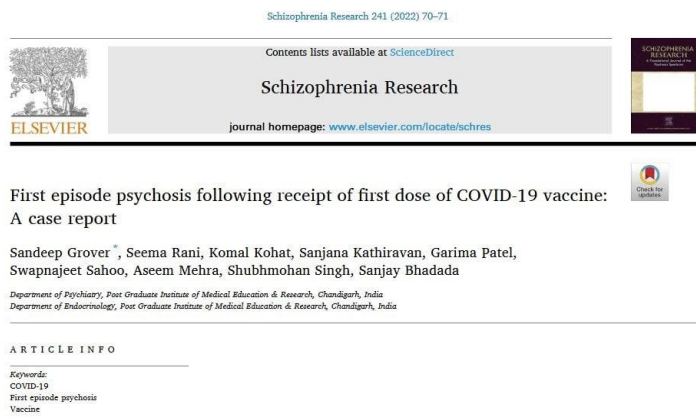 Schizophrenia Research 241 (2022) 70–71
Contents lists available at ScienceDirect
Schizophrenia Research
journal homepage: www.elsevier.com/locate/schres
ELSEVIER
SCHIZOPHRENIA
RESEARCH
Check for
updates
First episode psychosis following receipt of first dose of COVID-19 vaccine:
A case report
Sandeep Grover*, Seema Rani, Komal Kohat, Sanjana Kathiravan, Garima Patel,
Swapnajeet Sahoo, Aseem Mehra, Shubhmohan Singh, Sanjay Bhadada
Department of Psychiatry, Post Graduate Institute of Medical Education & Research, Chandigarh, India
Department of Endocrinology, Post Graduate Institute of Medical Education & Research, Chandigarh, India
ARTICLE INFO
Keywords:
COVID-19
First episode psychosis
Vaccine